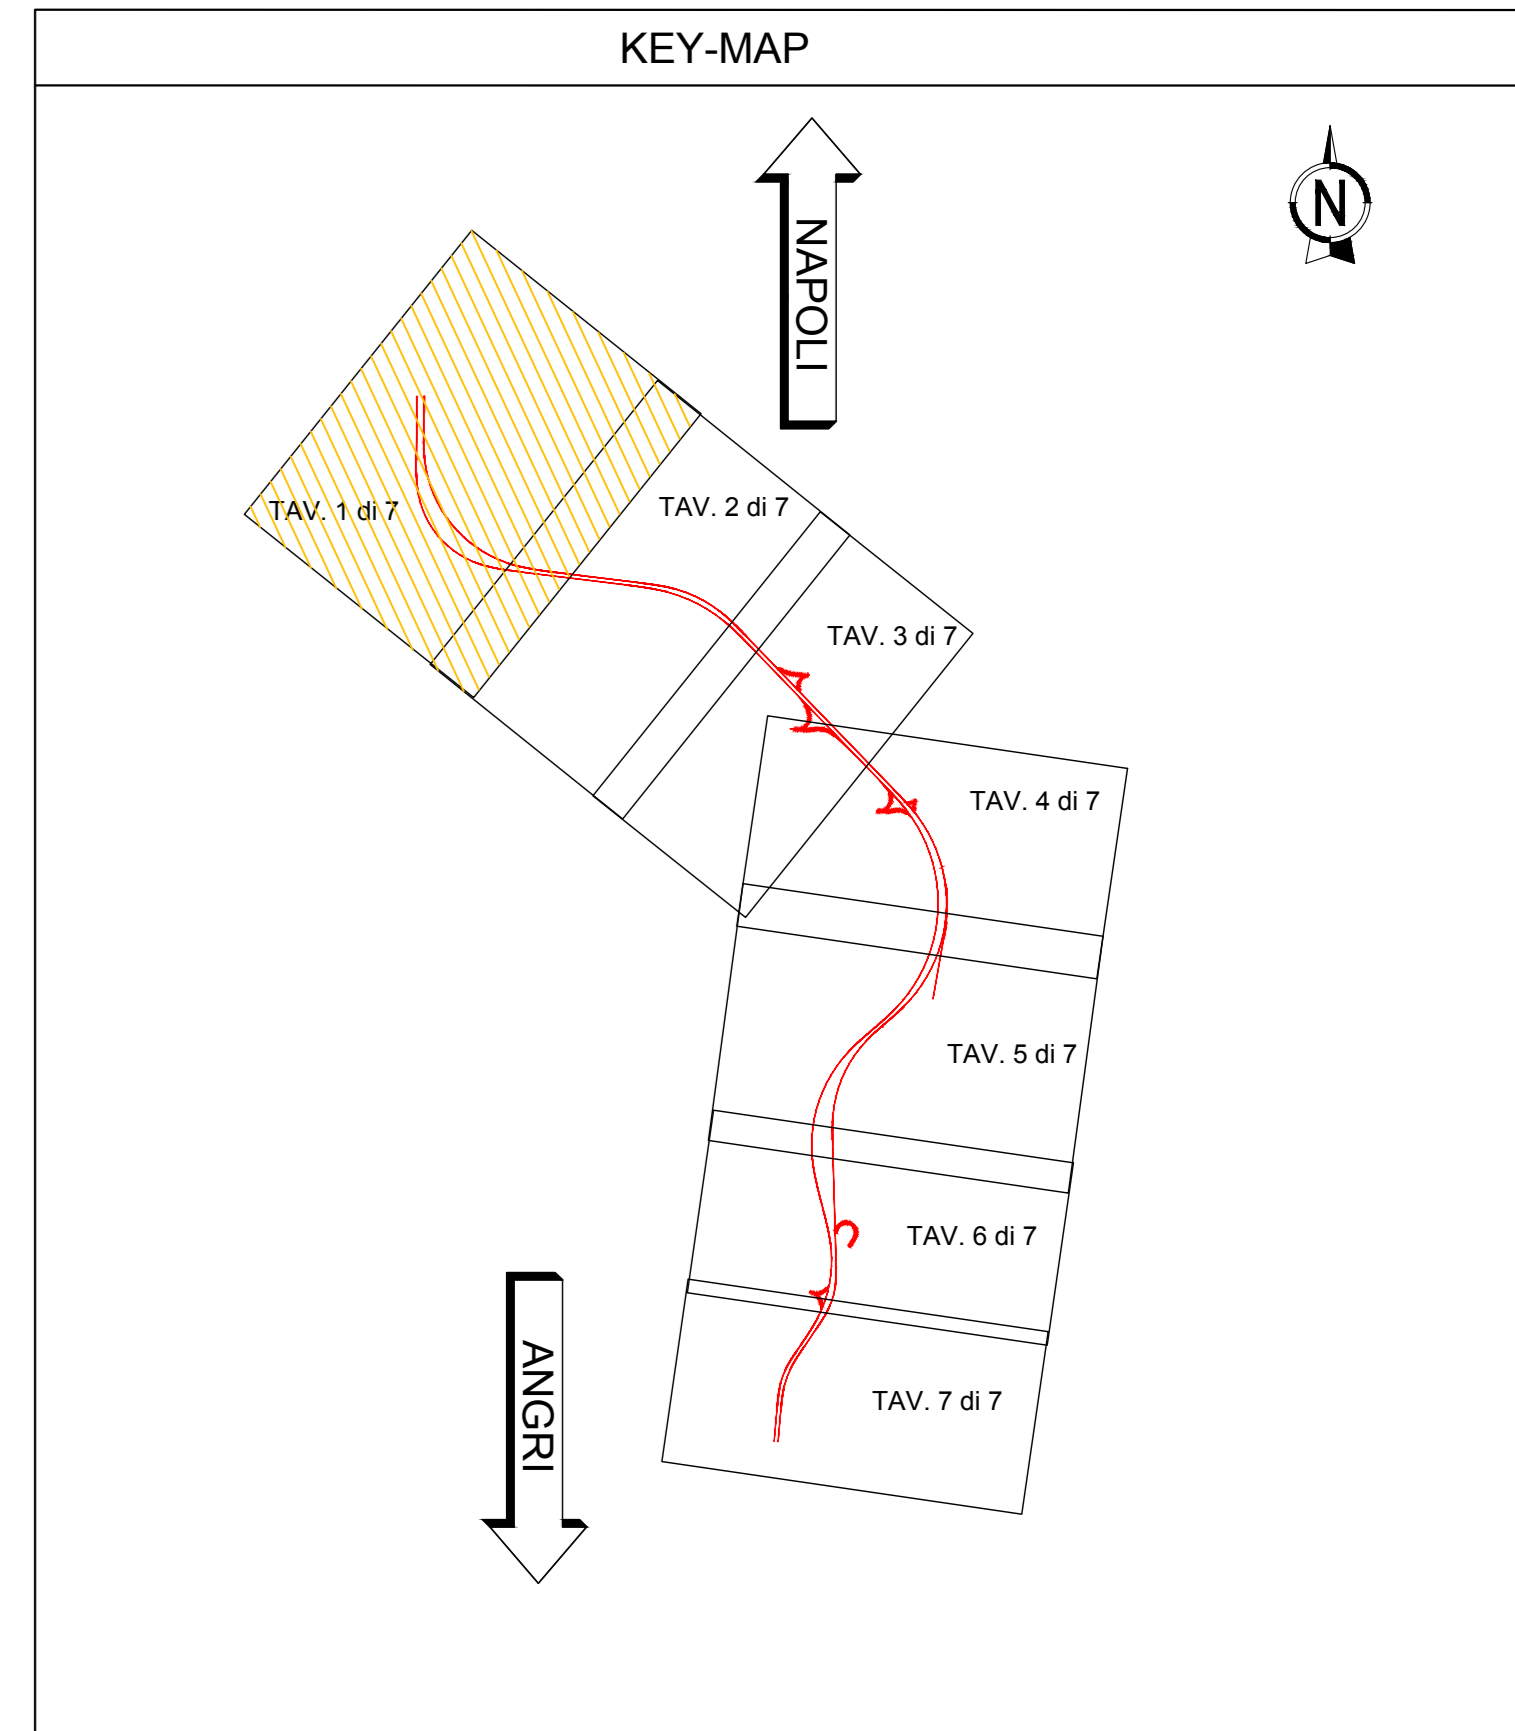 KEY-MAP
N
NAPOLI
TAV. 1 di 7
TAV. 2 di 7
TAV. 3 di 7
TAV. 4 di 7
TAV. 5 di 7
TAV. 6 di 7
ANGRI
TAV. 7 di 7